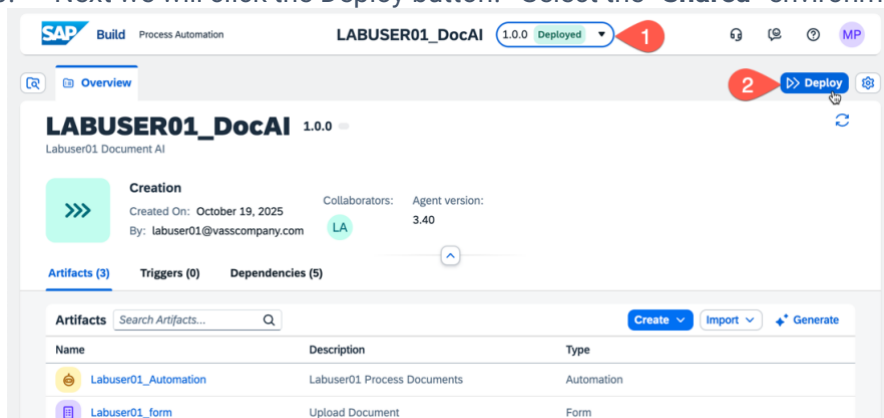 Next we will click the Deploy button. Select the "Shared" environm
SAP Build Process Automation LABUSER01_DocAI 1.0.0 Deployed 1 MP
Overview 2 Deploy
LABUSER01_DocAI 1.0.0
Labuser01 Document AI
Creation
Created On: October 19, 2025 Collaborators: Agent version:
By: labuser01@vasscompany.com LA 3.40
Artifacts (3) Triggers (0) Dependencies (5)
Artifacts Search Artifacts... Create Import Generate
Name Description Type
Labuser01_Automation Labuser01 Process Documents Automation
Labuser01_form Upload Document Form